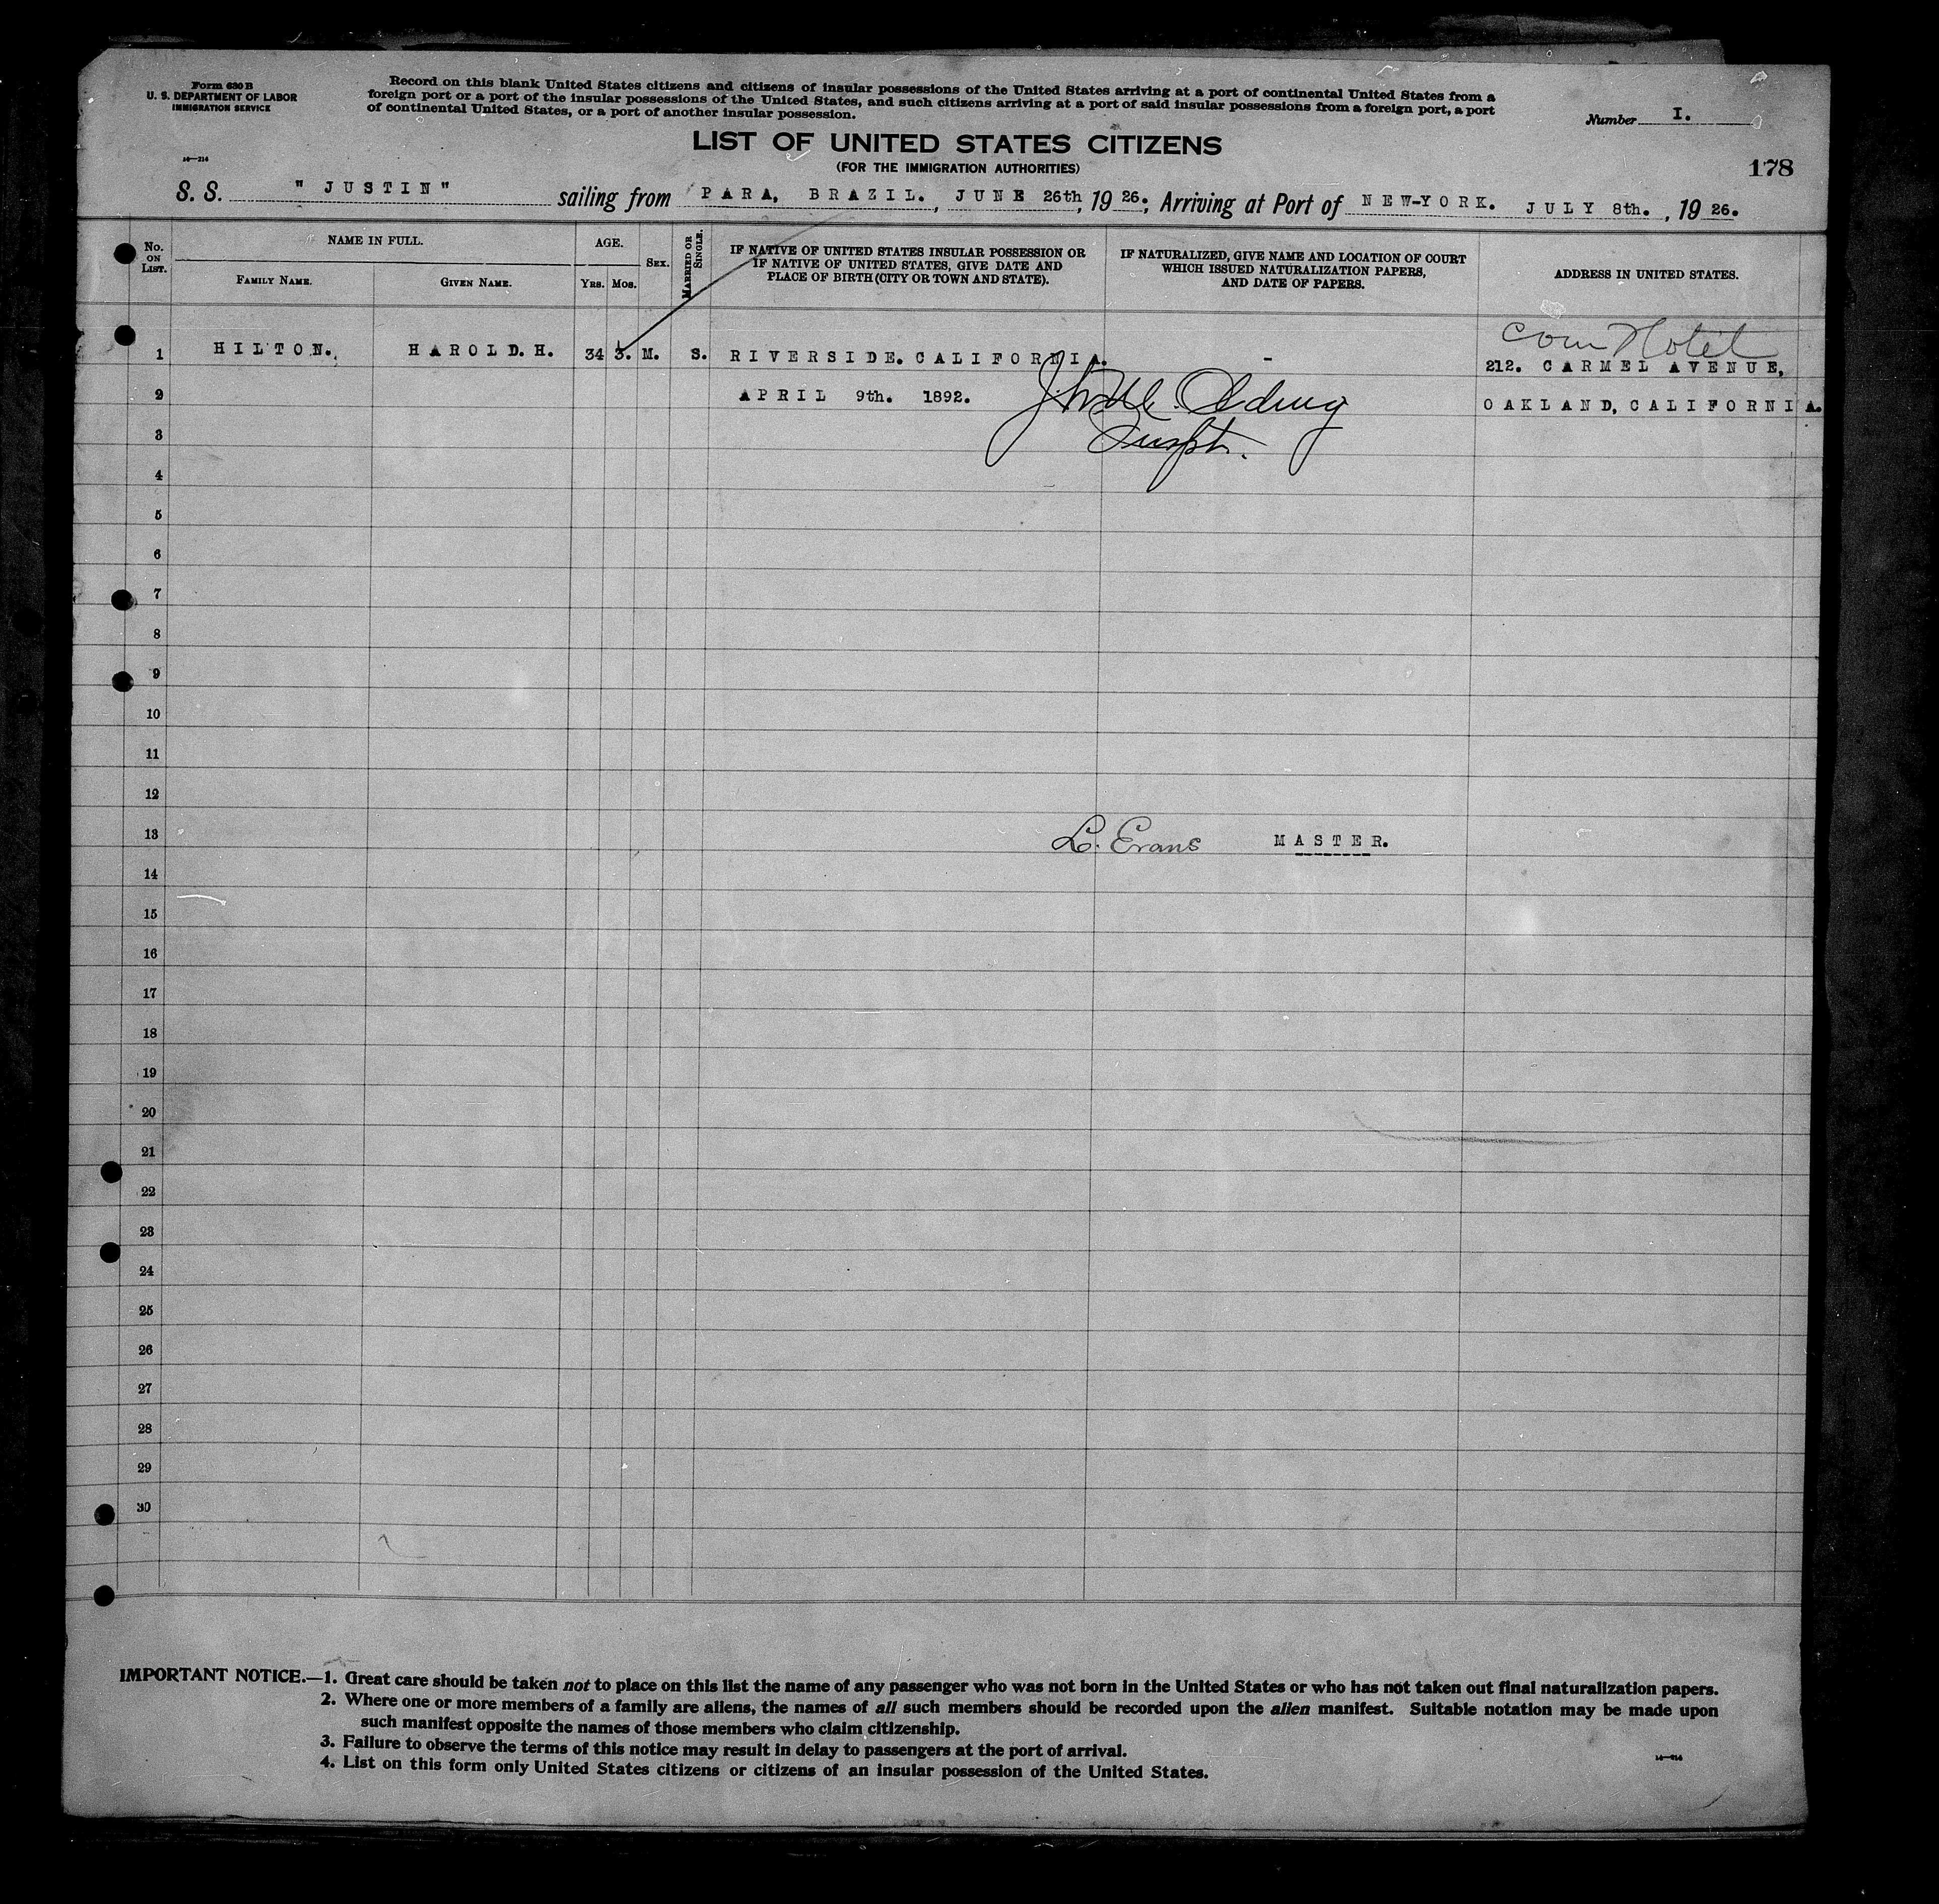 Form 630 B
U. S. DEPARTMENT OF LABOR
IMMIGRATION SERVICE
14—214
Record on this blank United States citizens and citizens of insular possessions of the United States arriving at a port of continental United States from a
foreign port or a port of the insular possessions of the United States, and such citizens arriving at a port of said insular possessions from a foreign port, a port
of continental United States, or a port of another insular possession.
Number I.
LIST OF UNITED STATES CITIZENS
(FOR THE IMMIGRATION AUTHORITIES)
178
S. S. "JUSTIN" sailing from PARA, BRAZIL., JUNE 26th, 1926.; Arriving at Port of NEW-YORK. JULY 8th., 1926.
No. ON LIST.
NAME IN FULL.
FAMILY NAME.
GIVEN NAME.
AGE.
YRS. MOS.
SEX.
MARRIED OR SINGLE.
IF NATIVE OF UNITED STATES INSULAR POSSESSION OR
IF NATIVE OF UNITED STATES, GIVE DATE AND
PLACE OF BIRTH (CITY OR TOWN AND STATE).
IF NATURALIZED, GIVE NAME AND LOCATION OF COURT
WHICH ISSUED NATURALIZATION PAPERS,
AND DATE OF PAPERS.
ADDRESS IN UNITED STATES.
Hotel
1 HILTON. HAROLD. H. 34 3. M. S. RIVERSIDE. CALIFORNIA. - 212. CARMEL AVENUE,
2 APRIL 9th. 1892. OAKLAND, CALIFORNIA.
3
4
5
6
7
8
9
10
11
12
13 L. Evans MASTER.
14
15
16
17
18
19
20
21
22
23
24
25
26
27
28
29
30
IMPORTANT NOTICE.—1. Great care should be taken not to place on this list the name of any passenger who was not born in the United States or who has not taken out final naturalization papers.
2. Where one or more members of a family are aliens, the names of all such members should be recorded upon the alien manifest. Suitable notation may be made upon
such manifest opposite the names of those members who claim citizenship.
3. Failure to observe the terms of this notice may result in delay to passengers at the port of arrival.
4. List on this form only United States citizens or citizens of an insular possession of the United States.
14—214